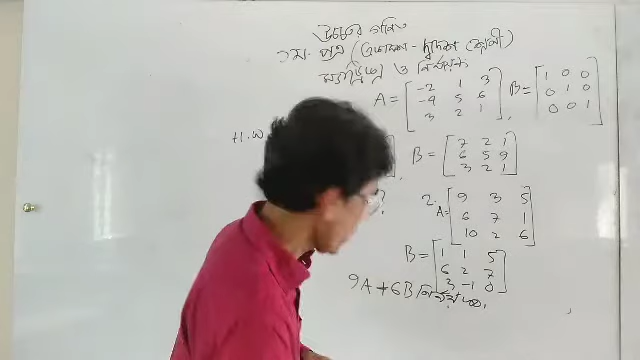 উচ্চতর গণিত
১ম পত্র (একাদশ - দ্বাদশ শ্রেণী)
ম্যাট্রিক্স ও নির্ণায়ক
A = [ -2 1 3
-4 5 6
3 2 1 ], B = [ 1 0 0
0 1 0
0 0 1 ]
H.W
B = [ 7 2 1
6 5 9
3 2 1 ]
2. A = [ 9 3 5
6 7 1
10 2 6 ]
B = [ 1 1 5
6 2 7
3 -1 0 ]
9A + 6B নির্ণয় কর.